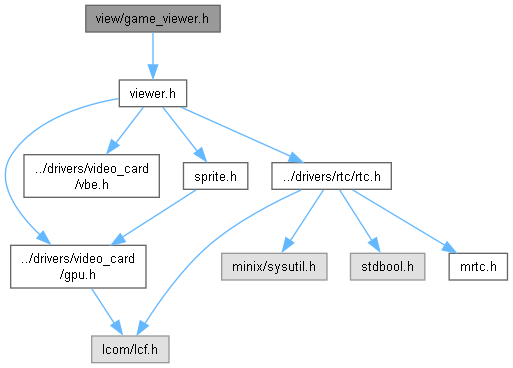 view/game_viewer.h
viewer.h
../drivers/video_card
/vbe.h
sprite.h
../drivers/rtc/rtc.h
../drivers/video_card
/gpu.h
minix/sysutil.h
stdbool.h
mrtc.h
lcom/lcf.h